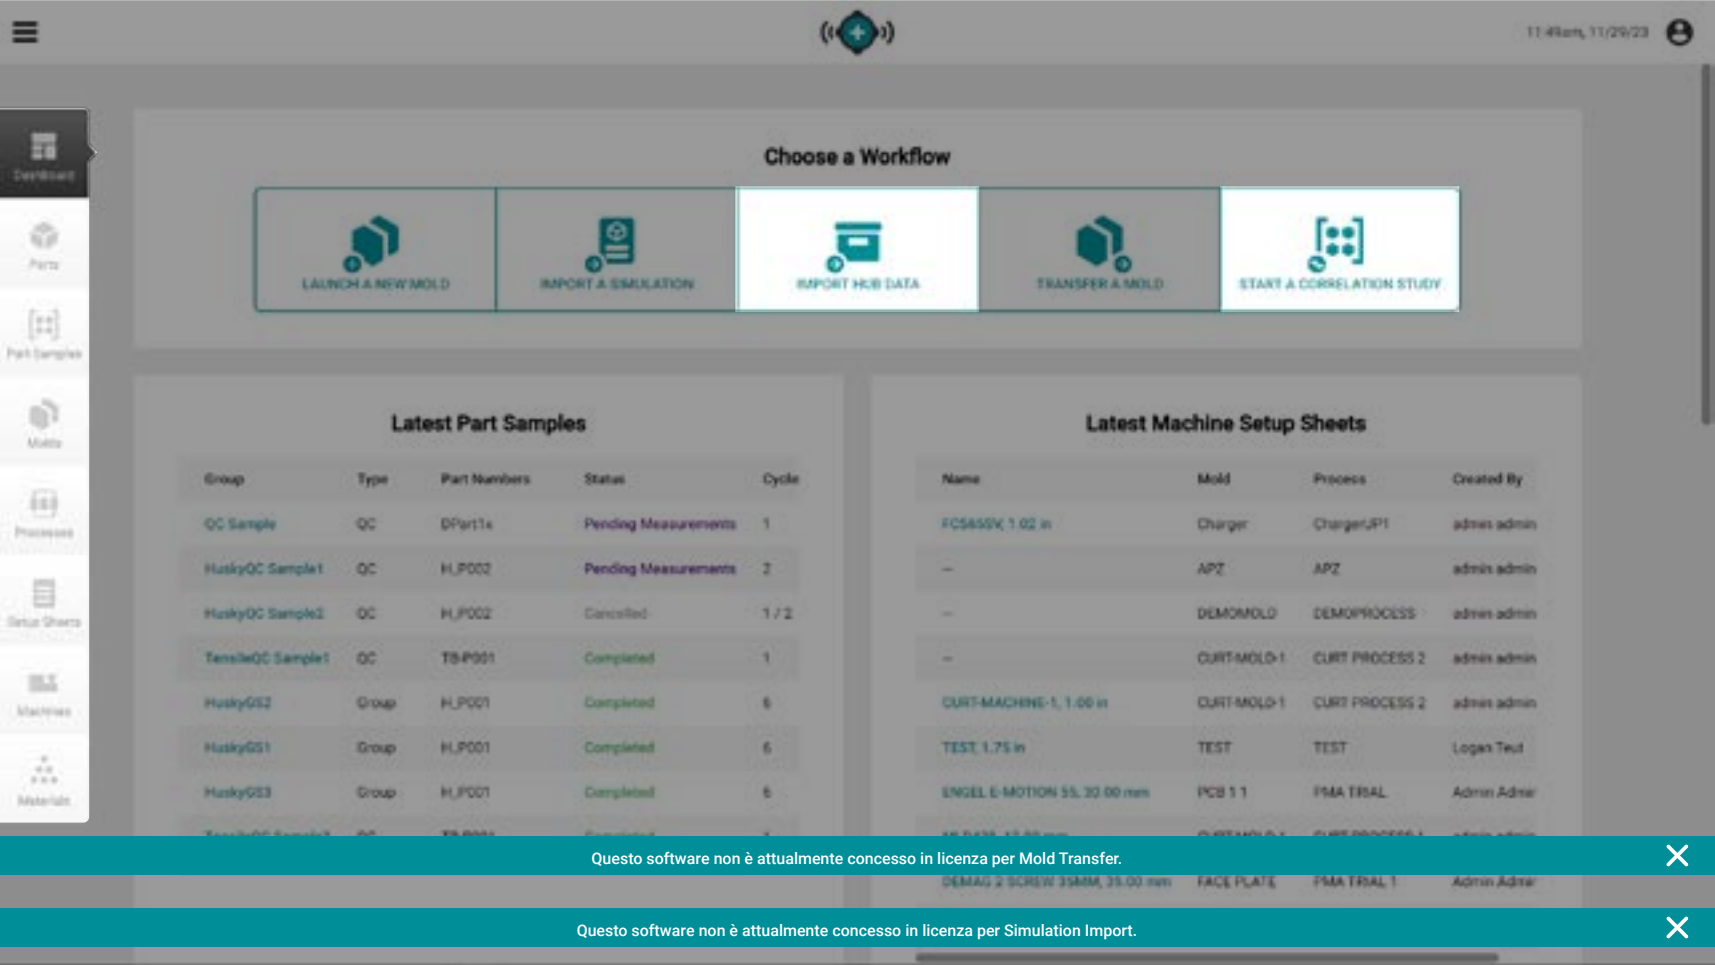 11:49am, 11/29/23
Dashboard
Parts
Part Samples
Molds
Processes
Setup Sheets
Machines
Materials
Choose a Workflow
LAUNCH A NEW MOLD
IMPORT A SIMULATION
IMPORT HUB DATA
TRANSFER A MOLD
START A CORRELATION STUDY
Latest Part Samples
Group Type Part Numbers Status Cycle
QC Sample QC DPart1x Pending Measurements 1
HuskyQC Sample1 QC H_P002 Pending Measurements 2
HuskyQC Sample2 QC H_P002 Cancelled 1 / 2
TensileQC Sample1 QC TB-P001 Completed 1
HuskyGS2 Group H_P001 Completed 6
HuskyGS1 Group H_P001 Completed 6
HuskyGS3 Group H_P001 Completed 6
Latest Machine Setup Sheets
Name Mold Process Created By
1.02 in Charger ChargerJP1 admin admin
-- APZ APZ admin admin
-- DEMOMOLD DEMOPROCESS admin admin
-- CURT-MOLD-1 CURT PROCESS 2 admin admin
CURT-MACHINE-1, 1.00 in CURT-MOLD-1 CURT PROCESS 2 admin admin
TEST, 1.75 in TEST TEST Logan Teut
ENGEL E-MOTION 55, 30.00 mm PCB 1 1 PMA TRIAL Admin Admin
Questo software non è attualmente concesso in licenza per Mold Transfer.
DEMAG 2 SCREW 35MM, 35.00 mm FACE PLATE PMA TRIAL 1 Admin Admin
Questo software non è attualmente concesso in licenza per Simulation Import.